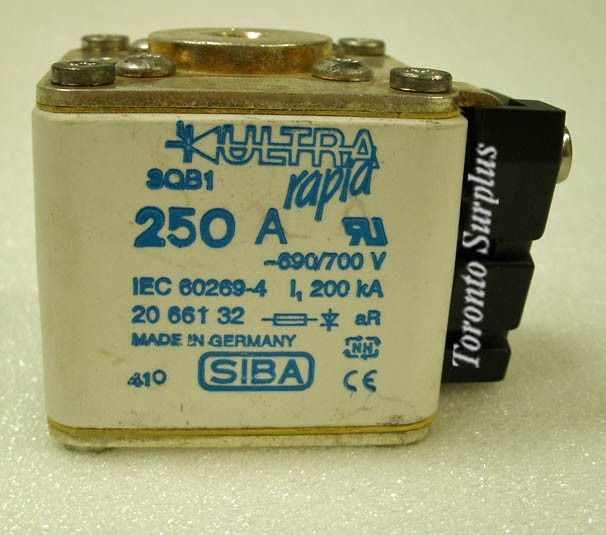 ULTRA
rapid
SQB1
250 A
~690/700 V
IEC 60269-4 I₁ 200 kA
20 661 32 aR
MADE IN GERMANY
NH
410 SIBA CE
Toronto Surplus